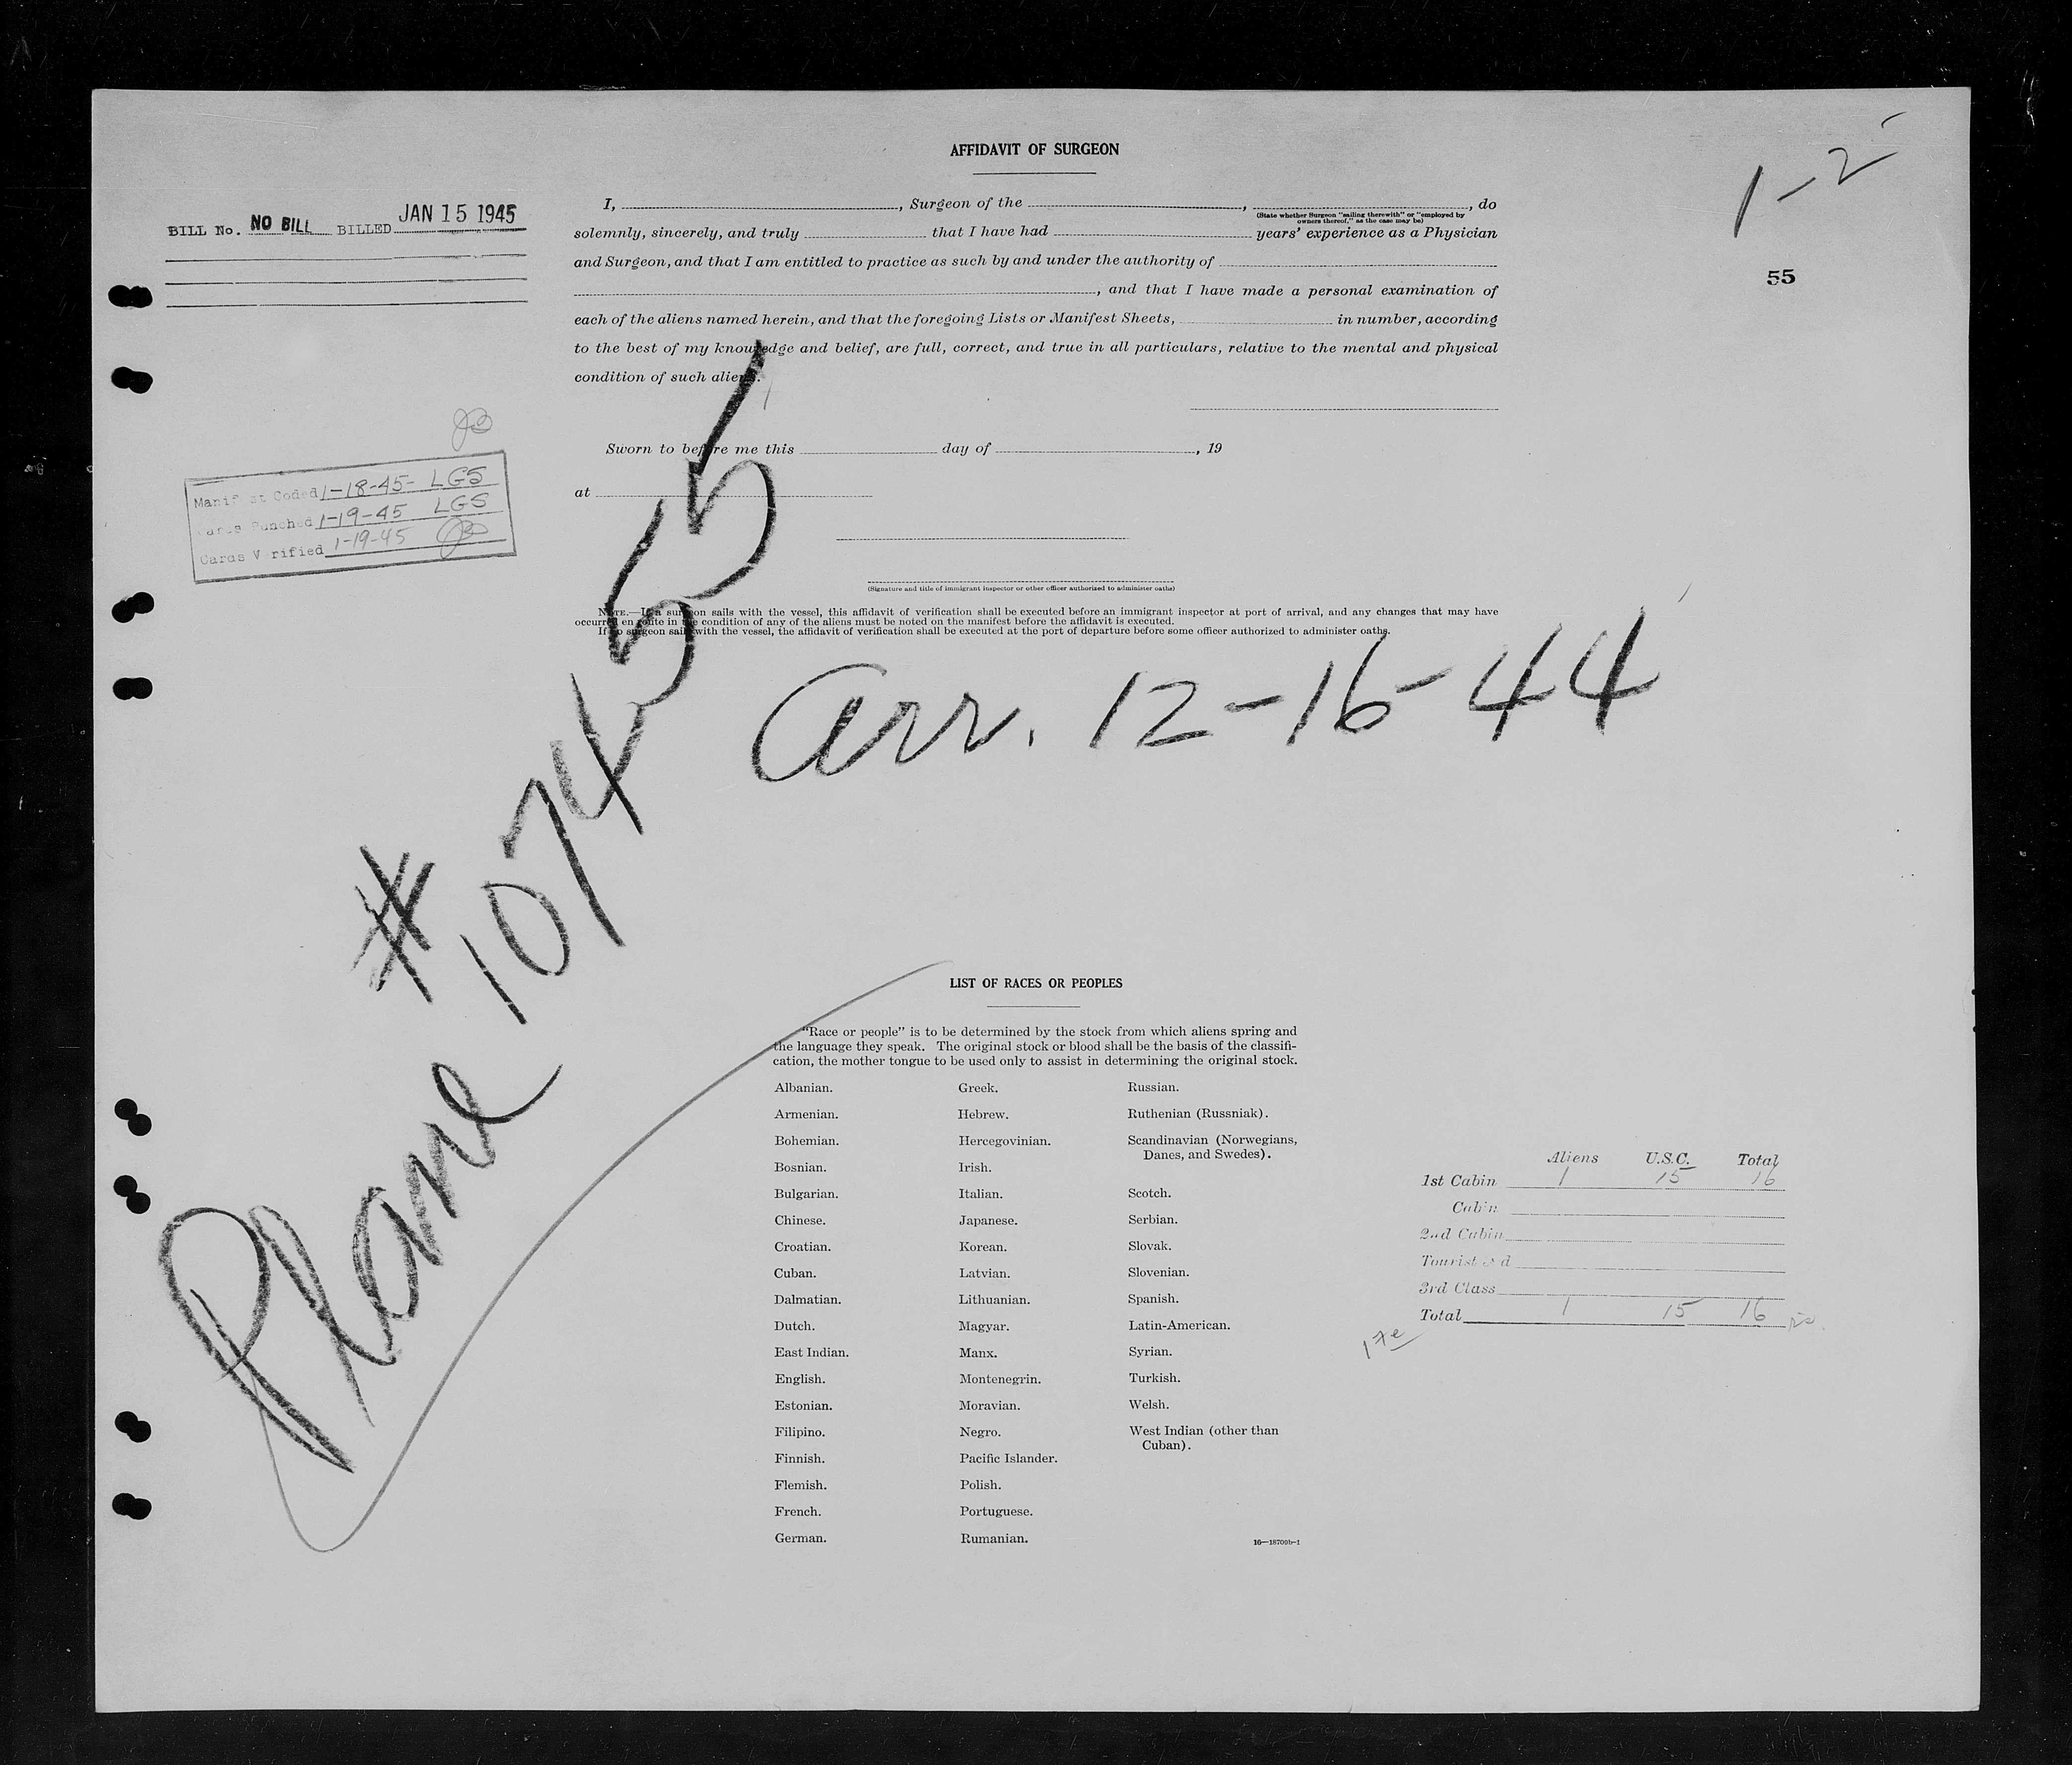 AFFIDAVIT OF SURGEON
1-2
55
BILL No. NO BILL BILLED JAN 15 1945
I, , Surgeon of the , , do
(State whether Surgeon "sailing therewith" or "employed by
owners thereof," as the case may be)
solemnly, sincerely, and truly that I have had years' experience as a Physician
and Surgeon, and that I am entitled to practice as such by and under the authority of
, and that I have made a personal examination of
each of the aliens named herein, and that the foregoing Lists or Manifest Sheets, in number, according
to the best of my knowledge and belief, are full, correct, and true in all particulars, relative to the mental and physical
condition of such aliens.
Sworn to before me this day of , 19
at
Manifest Coded 1-18-45- LGS
Cards Punched 1-19-45 LGS
Cards Verified 1-19-45
(Signature and title of immigrant inspector or other officer authorized to administer oaths)
NOTE.—If a surgeon sails with the vessel, this affidavit of verification shall be executed before an immigrant inspector at port of arrival, and any changes that may have
occurred en route in the condition of any of the aliens must be noted on the manifest before the affidavit is executed.
If no surgeon sails with the vessel, the affidavit of verification shall be executed at the port of departure before some officer authorized to administer oaths.
arr. 12-16-44
Plane # 107455
LIST OF RACES OR PEOPLES
"Race or people" is to be determined by the stock from which aliens spring and
the language they speak. The original stock or blood shall be the basis of the classifi-
cation, the mother tongue to be used only to assist in determining the original stock.
Albanian.
Armenian.
Bohemian.
Bosnian.
Bulgarian.
Chinese.
Croatian.
Cuban.
Dalmatian.
Dutch.
East Indian.
English.
Estonian.
Filipino.
Finnish.
Flemish.
French.
German.
Greek.
Hebrew.
Hercegovinian.
Irish.
Italian.
Japanese.
Korean.
Latvian.
Lithuanian.
Magyar.
Manx.
Montenegrin.
Moravian.
Negro.
Pacific Islander.
Polish.
Portuguese.
Rumanian.
Russian.
Ruthenian (Russniak).
Scandinavian (Norwegians,
Danes, and Swedes).
Scotch.
Serbian.
Slovak.
Slovenian.
Spanish.
Latin-American.
Syrian.
Turkish.
Welsh.
West Indian (other than
Cuban).
16—18709b-1
Aliens U.S.C. Total
1st Cabin 1 15 16
Cabin
2nd Cabin
Tourist
3rd Class
Total 1 15 16